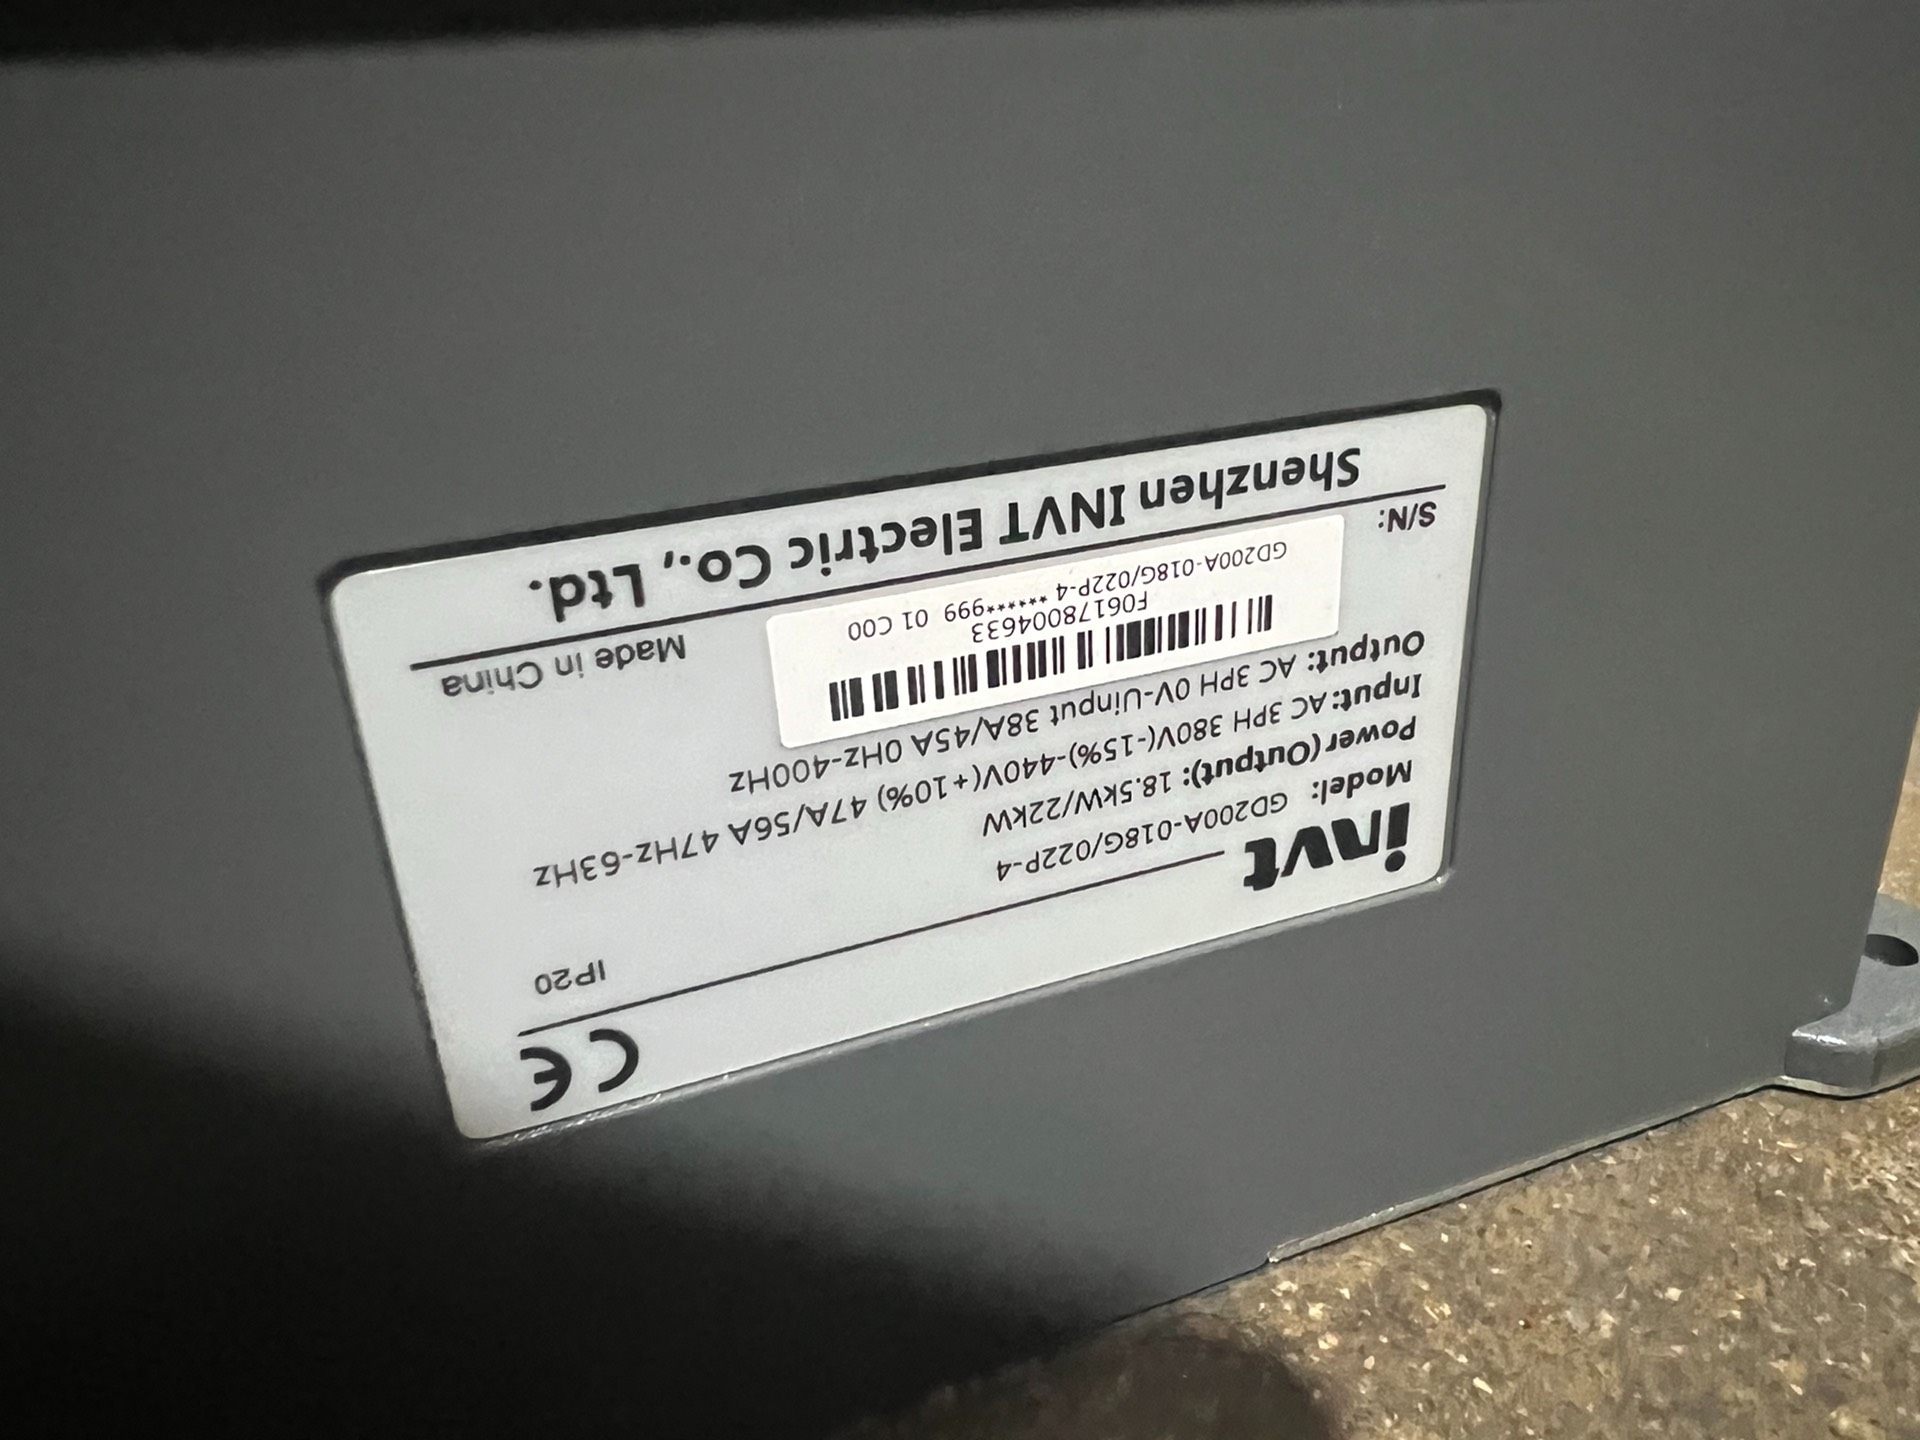 invt
CE
Model: GD200A-018G/022P-4
IP20
Power(Output): 18.5kW/22kW
Input: AC 3PH 380V(-15%)-440V(+10%) 47A/56A 47Hz-63Hz
Output: AC 3PH 0V-Uinput 38A/45A 0Hz-400Hz
F06178004633
GD200A-018G/022P-4 *******999 01 C00
S/N:
Made in China
Shenzhen INVT Electric Co., Ltd.